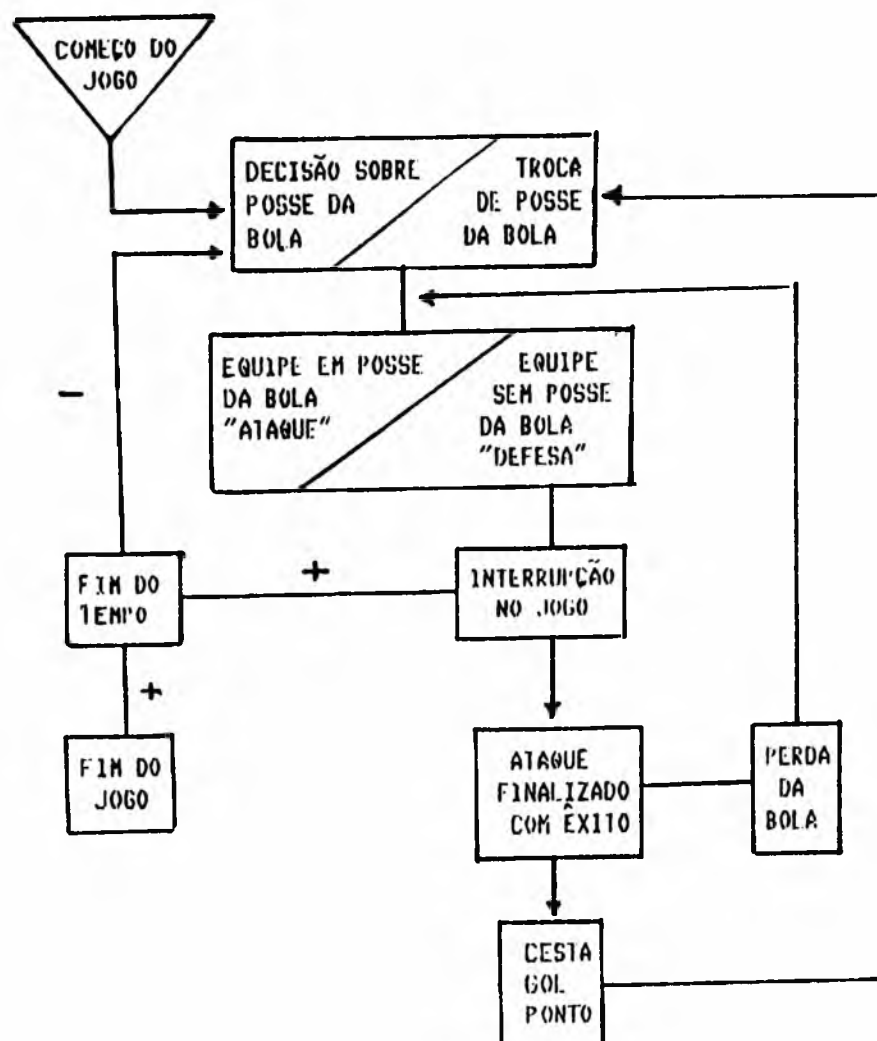 COMEÇO DO
JOGO
DECISÃO SOBRE
POSSE DA
BOLA
TROCA
DE POSSE
DA BOLA
EQUIPE EM POSSE
DA BOLA
"ATAQUE"
EQUIPE
SEM POSSE
DA BOLA
"DEFESA"
-
+
FIM DO
TEMPO
INTERRUPÇÃO
NO JOGO
+
FIM DO
JOGO
ATAQUE
FINALIZADO
COM ÊXITO
PERDA
DA
BOLA
CESTA
GOL
PONTO